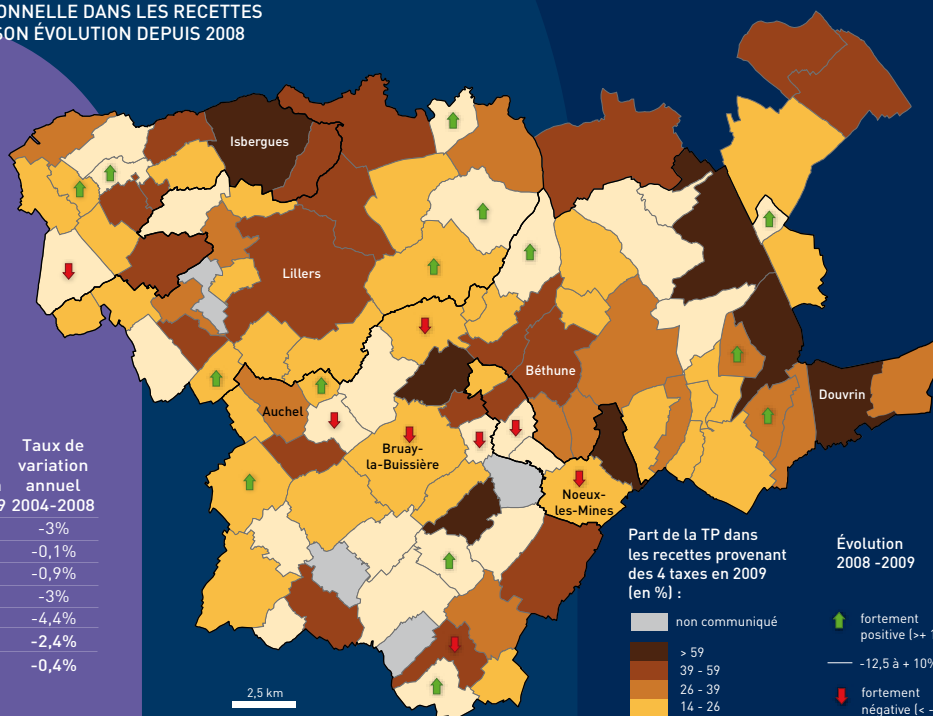 ONNELLE DANS LES RECETTES
SON ÉVOLUTION DEPUIS 2008
Isbergues
Lillers
Béthune
Douvrin
Auchel
Bruay-
la-Buissière
Noeux-
les-Mines
Taux de
variation
annuel
9 2004-2008
-3%
-0,1%
-0,9%
-3%
-4,4%
-2,4%
-0,4%
2,5 km
Part de la TP dans
les recettes provenant
des 4 taxes en 2009
(en %) :
non communiqué
> 59
39 - 59
26 - 39
14 - 26
Évolution
2008 -2009
fortement
positive (>+ 1
-12,5 à + 10%
fortement
négative (< -